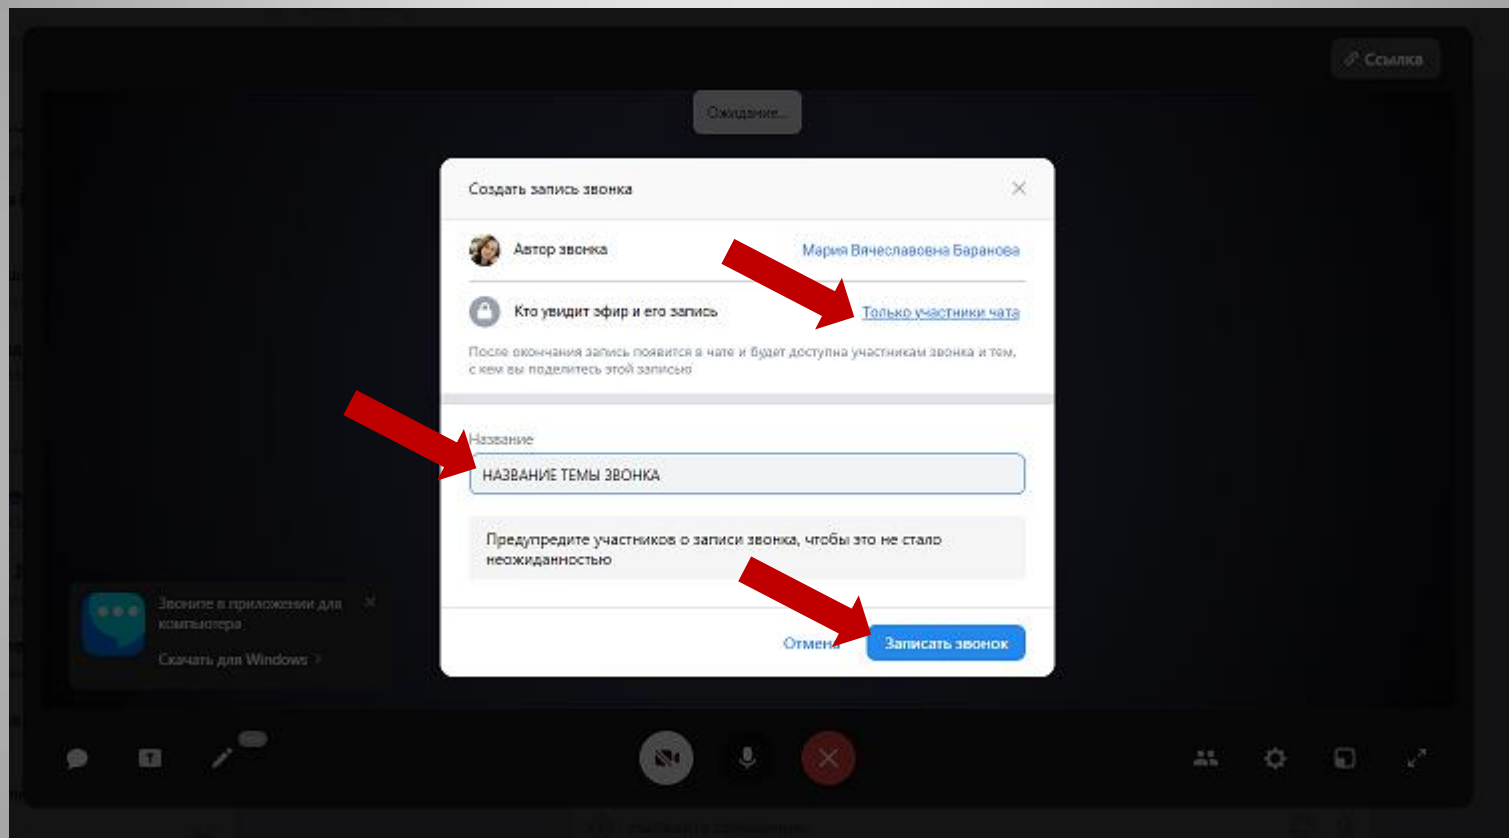 Ссылка
Ожидание...
Создать запись звонка
Автор звонка
Мария Вячеславовна Баранова
Кто увидит эфир и его запись
Только участники чата
После окончания запись появится в чате и будет доступна участникам звонка и тем,
с кем вы поделитесь этой записью
Название
НАЗВАНИЕ ТЕМЫ ЗВОНКА
Предупредите участников о записи звонка, чтобы это не стало
неожиданностью
Звоните в приложении для
компьютера
Скачать для Windows
Отмена
Записать звонок